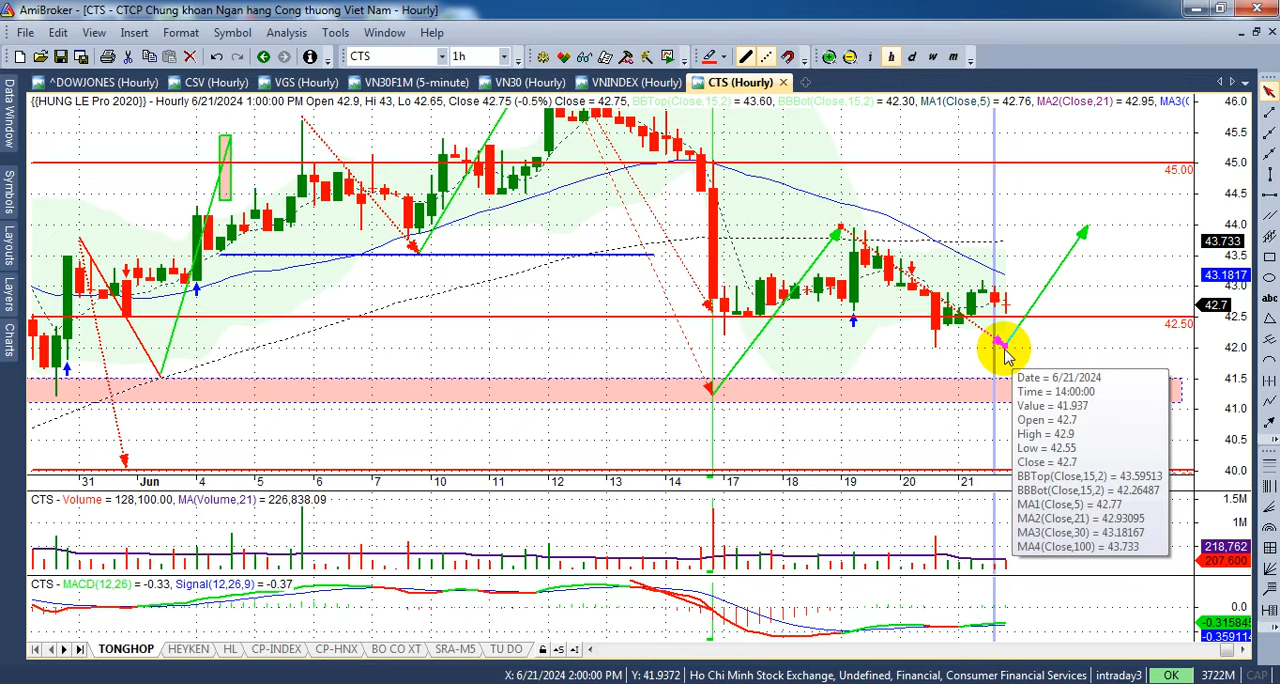 AmiBroker - [CTS - CTCP Chung khoan Ngan hang Cong thuong Viet Nam - Hourly]
File Edit View Insert Format Symbol Analysis Tools Window Help
CTS 1h i h d w m
^DOWJONES (Hourly) CSV (Hourly) VGS (Hourly) VN30F1M (5-minute) VN30 (Hourly) VNINDEX (Hourly) CTS (Hourly)
{{HUNG LE Pro 2020}} - Hourly 6/21/2024 1:00:00 PM Open 42.9, Hi 43, Lo 42.65, Close 42.75 (-0.5%) Close = 42.75, BBTop(Close,15,2) = 43.60, BBBot(Close,15,2) = 42.30, MA1(Close,5) = 42.76, MA2(Close,21) = 42.95, MA3(C
Data Window
Symbols
Layouts
Layers
Charts
abc
46.0
45.5
45.0
45.00
44.5
44.0
43.733
43.5
43.1817
43.0
42.7
42.5
42.50
42.0
41.5
41.0
40.5
40.0
Date = 6/21/2024
Time = 14:00:00
Value = 41.937
Open = 42.7
High = 42.9
Low = 42.55
Close = 42.7
BBTop(Close,15,2) = 43.59513
BBBot(Close,15,2) = 42.26487
MA1(Close,5) = 42.77
MA2(Close,21) = 42.93095
MA3(Close,30) = 43.18167
MA4(Close,100) = 43.733
31 Jun 4 5 6 7 10 11 12 13 14 17 18 19 20 21
CTS - Volume = 128,100.00, MA(Volume,21) = 226,838.09
1.5M
1M
218,762
207,600
CTS - MACD(12,26) = -0.33, Signal(12,26,9) = -0.37
0.0
-0.315845
-0.359114
TONGHOP HEYKEN HL CP-INDEX CP-HNX BO CO XT SRA-M5 TU DO
X: 6/21/2024 2:00:00 PM Y: 41.9372 Ho Chi Minh Stock Exchange, Undefined, Financial, Consumer Financial Services intraday3 OK 3722M CAP